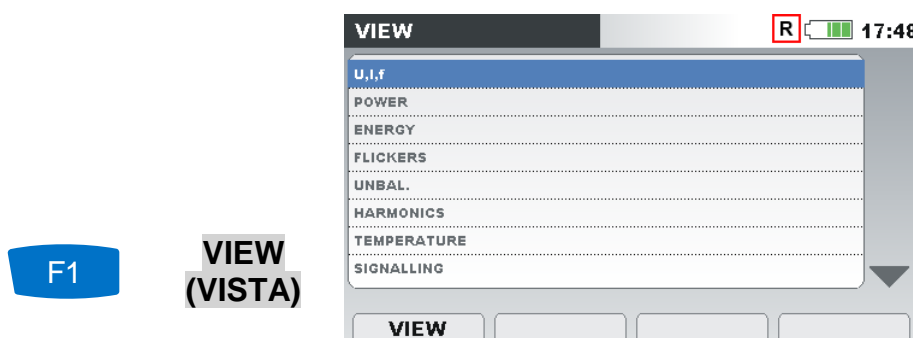 F1
VIEW
(VISTA)
VIEW R 17:48
U,I,f
POWER
ENERGY
FLICKERS
UNBAL.
HARMONICS
TEMPERATURE
SIGNALLING
VIEW